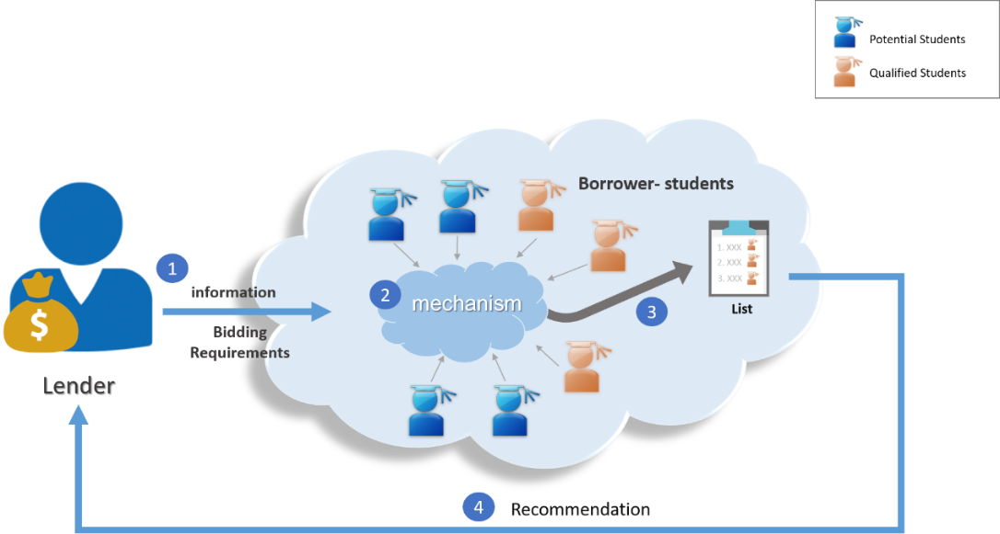 Potential Students
Qualified Students
Borrower- students
1
information
Bidding
Requirements
$
Lender
2
mechanism
3
1. XXX
2. XXX
3. XXX
List
4
Recommendation